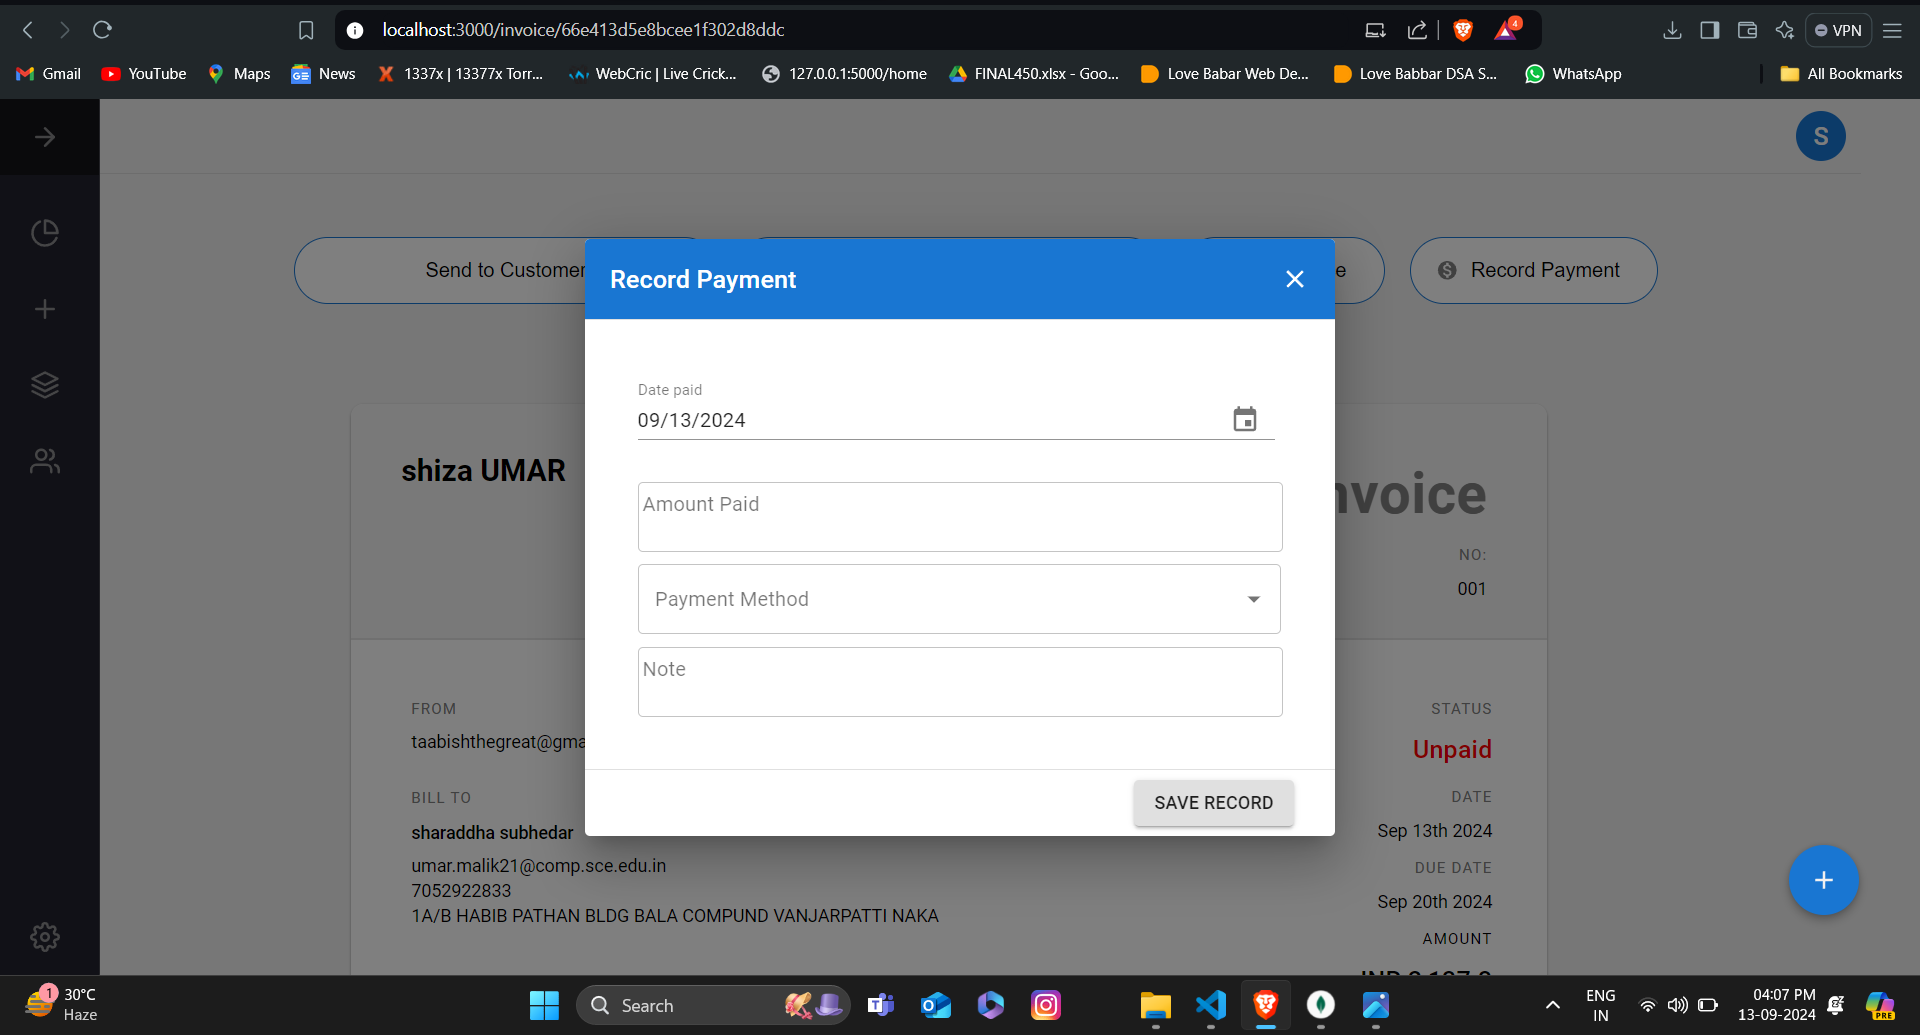 localhost:3000/invoice/66e413d5e8bcee1f302d8ddc
4
VPN
Gmail
YouTube
Maps
News
1337x | 13377x Torr...
WebCric | Live Crick...
127.0.0.1:5000/home
FINAL450.xlsx - Goo...
Love Babar Web De...
Love Babbar DSA S...
WhatsApp
All Bookmarks
S
Send to Customer
e
Record Payment
Record Payment
Date paid
09/13/2024
Amount Paid
Payment Method
Note
SAVE RECORD
shiza UMAR
nvoice
NO:
001
FROM
taabishthegreat@gma
BILL TO
sharaddha subhedar
umar.malik21@comp.sce.edu.in
7052922833
1A/B HABIB PATHAN BLDG BALA COMPUND VANJARPATTI NAKA
STATUS
Unpaid
DATE
Sep 13th 2024
DUE DATE
Sep 20th 2024
AMOUNT
+
1
30°C
Haze
Search
ENG
IN
04:07 PM
13-09-2024
PRE